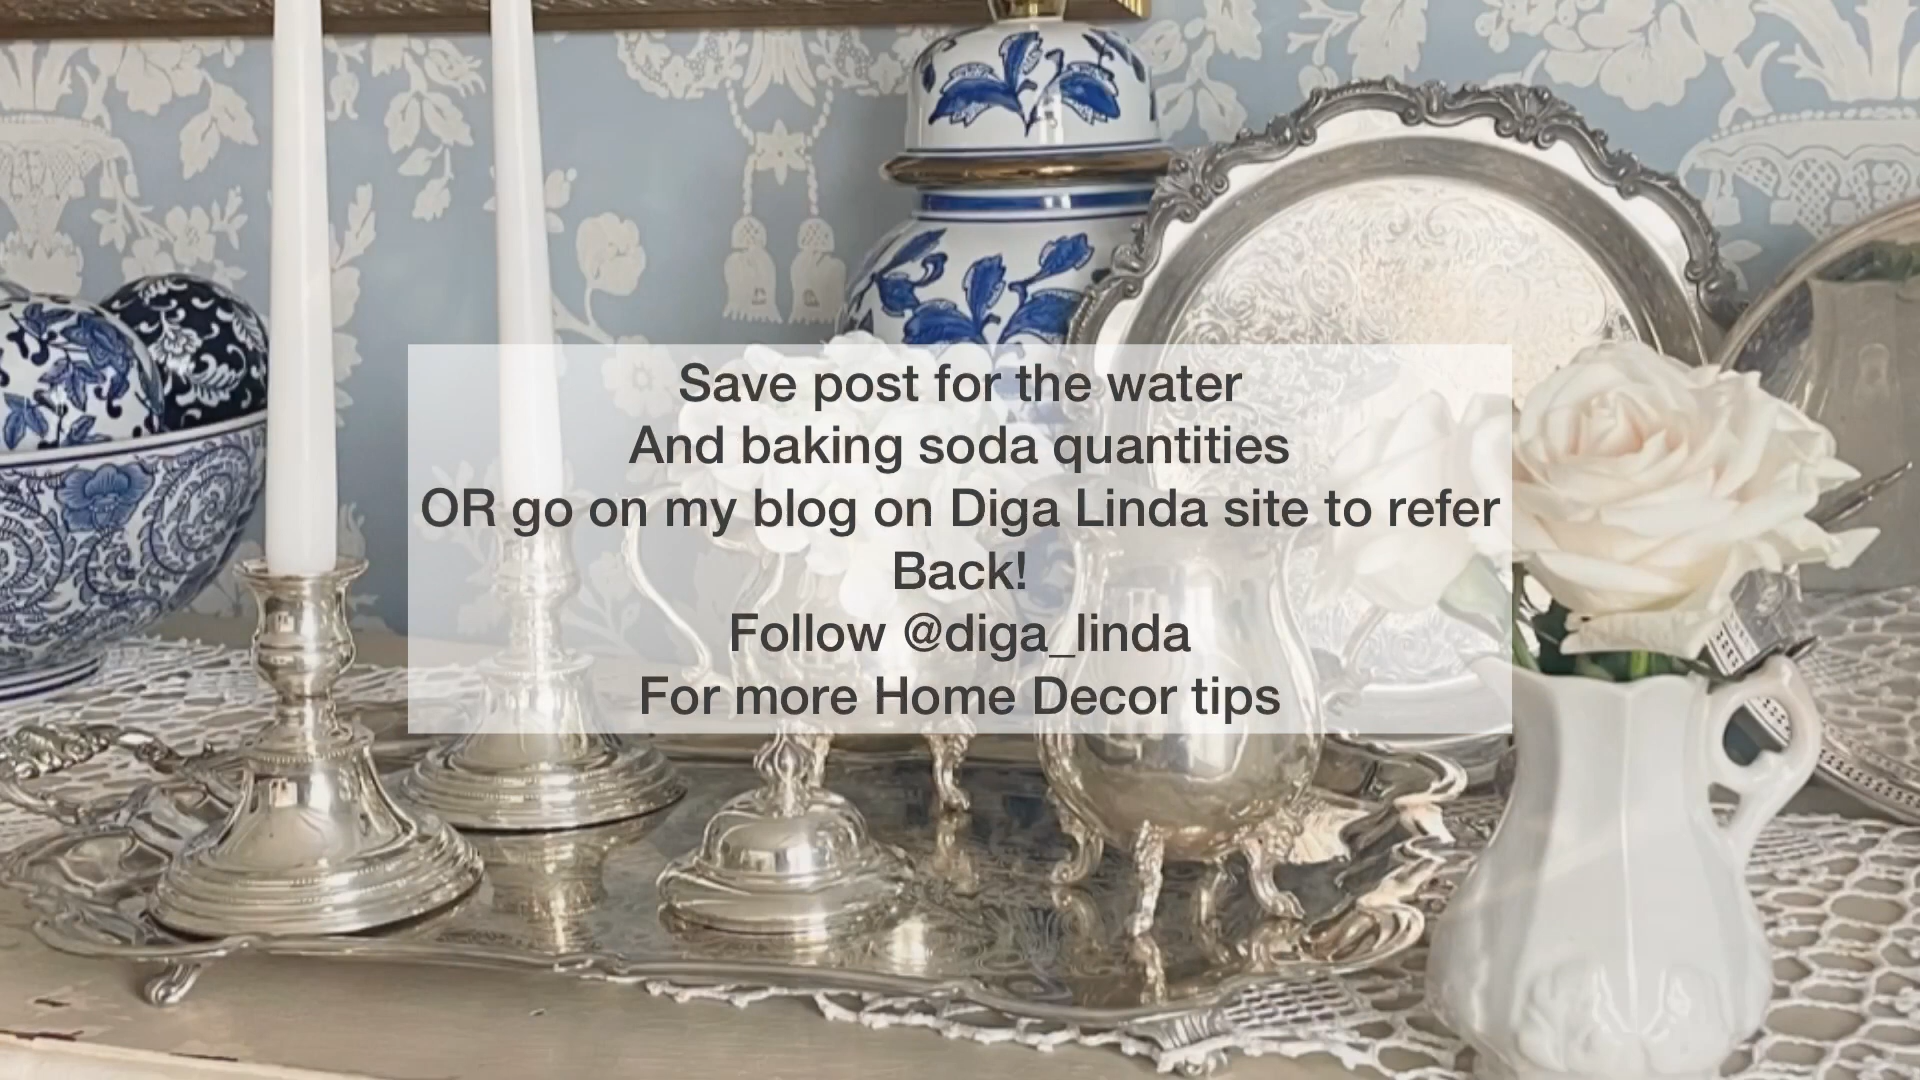 Save post for the water
And baking soda quantities
OR go on my blog on Diga Linda site to refer
Back!
Follow @diga_linda
For more Home Decor tips